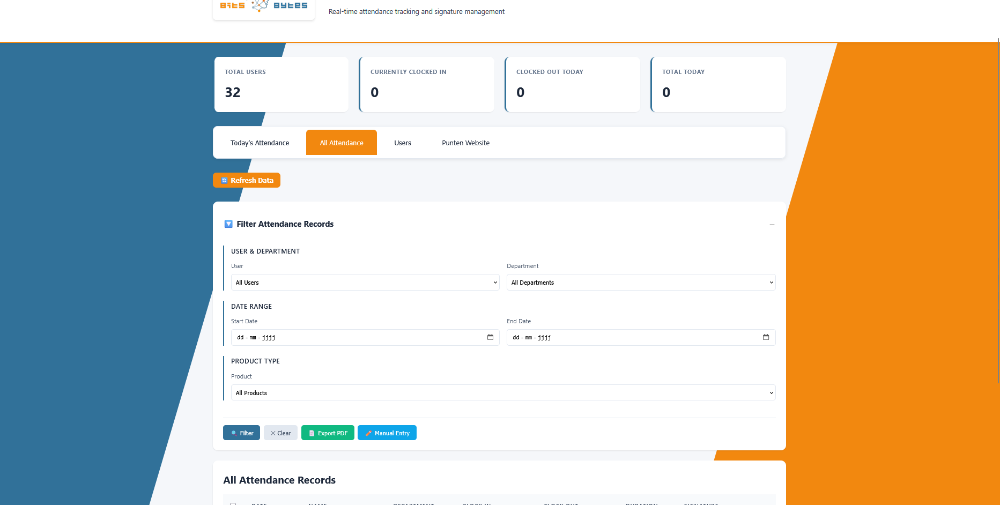 Bits Bytes
Real-time attendance tracking and signature management
TOTAL USERS
32
CURRENTLY CLOCKED IN
0
CLOCKED OUT TODAY
0
TOTAL TODAY
0
Today's Attendance
All Attendance
Users
Punten Website
Refresh Data
Filter Attendance Records
USER & DEPARTMENT
User
All Users
Department
All Departments
DATE RANGE
Start Date
dd - mm - jjjj
End Date
dd - mm - jjjj
PRODUCT TYPE
Product
All Products
Filter
Clear
Export PDF
Manual Entry
All Attendance Records
DATE NAME DEPARTMENT CLOCK IN CLOCK OUT DURATION SIGNATURE